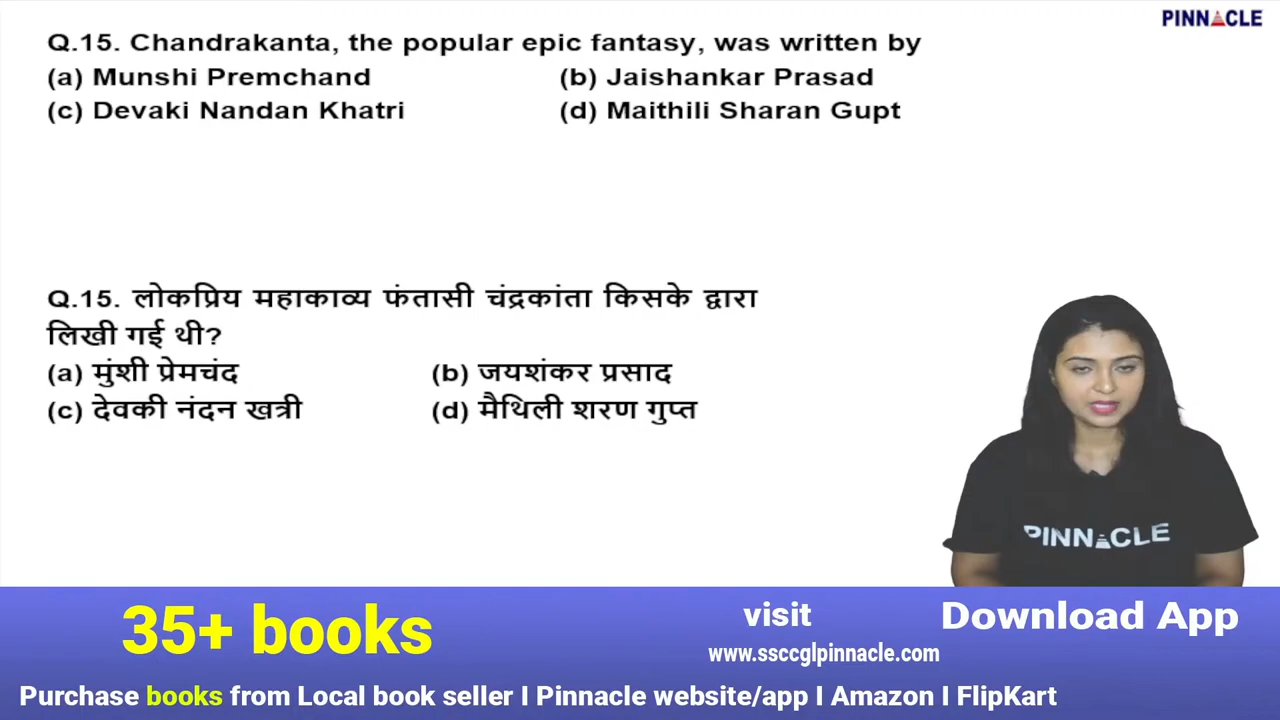 PINNACLE
Q.15. Chandrakanta, the popular epic fantasy, was written by
(a) Munshi Premchand (b) Jaishankar Prasad
(c) Devaki Nandan Khatri (d) Maithili Sharan Gupt
Q.15. लोकप्रिय महाकाव्य फंतासी चंद्रकांता किसके द्वारा
लिखी गई थी?
(a) मुंशी प्रेमचंद (b) जयशंकर प्रसाद
(c) देवकी नंदन खत्री (d) मैथिली शरण गुप्त
PINNACLE
35+ books
visit
www.ssccglpinnacle.com
Download App
Purchase books from Local book seller I Pinnacle website/app I Amazon I FlipKart